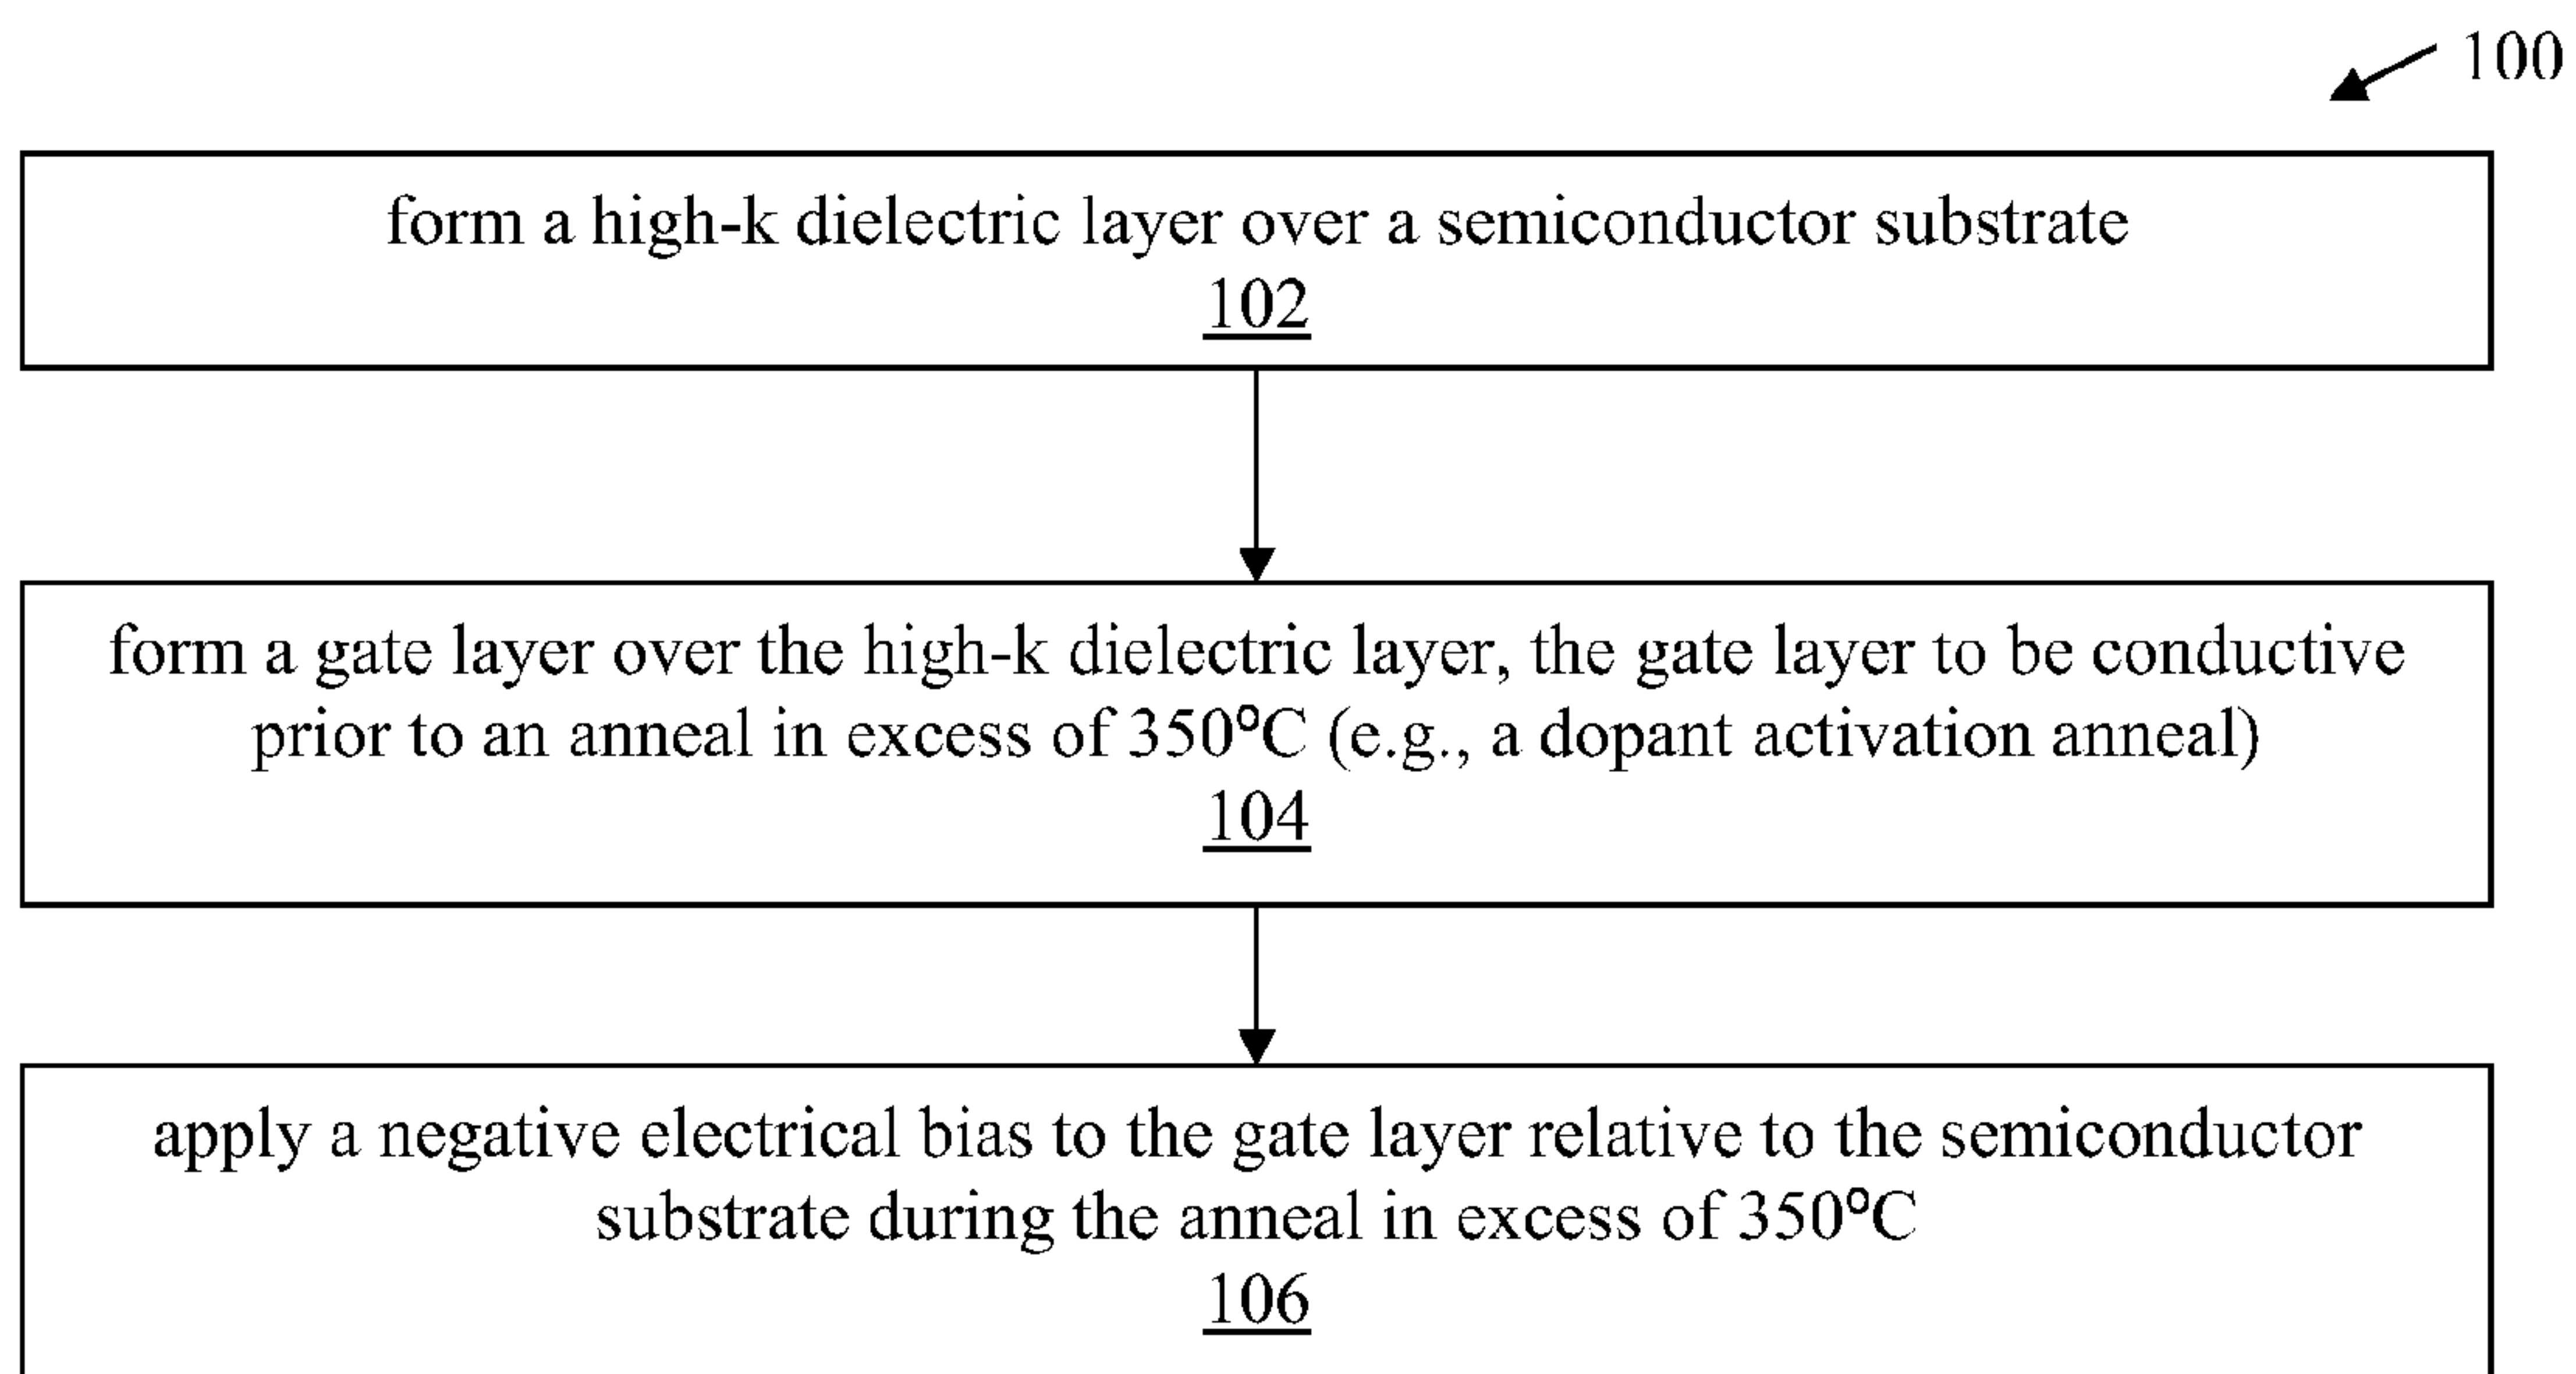 100
form a high-k dielectric layer over a semiconductor substrate
102
form a gate layer over the high-k dielectric layer, the gate layer to be conductive
prior to an anneal in excess of 350ºC (e.g., a dopant activation anneal)
104
apply a negative electrical bias to the gate layer relative to the semiconductor
substrate during the anneal in excess of 350ºC
106